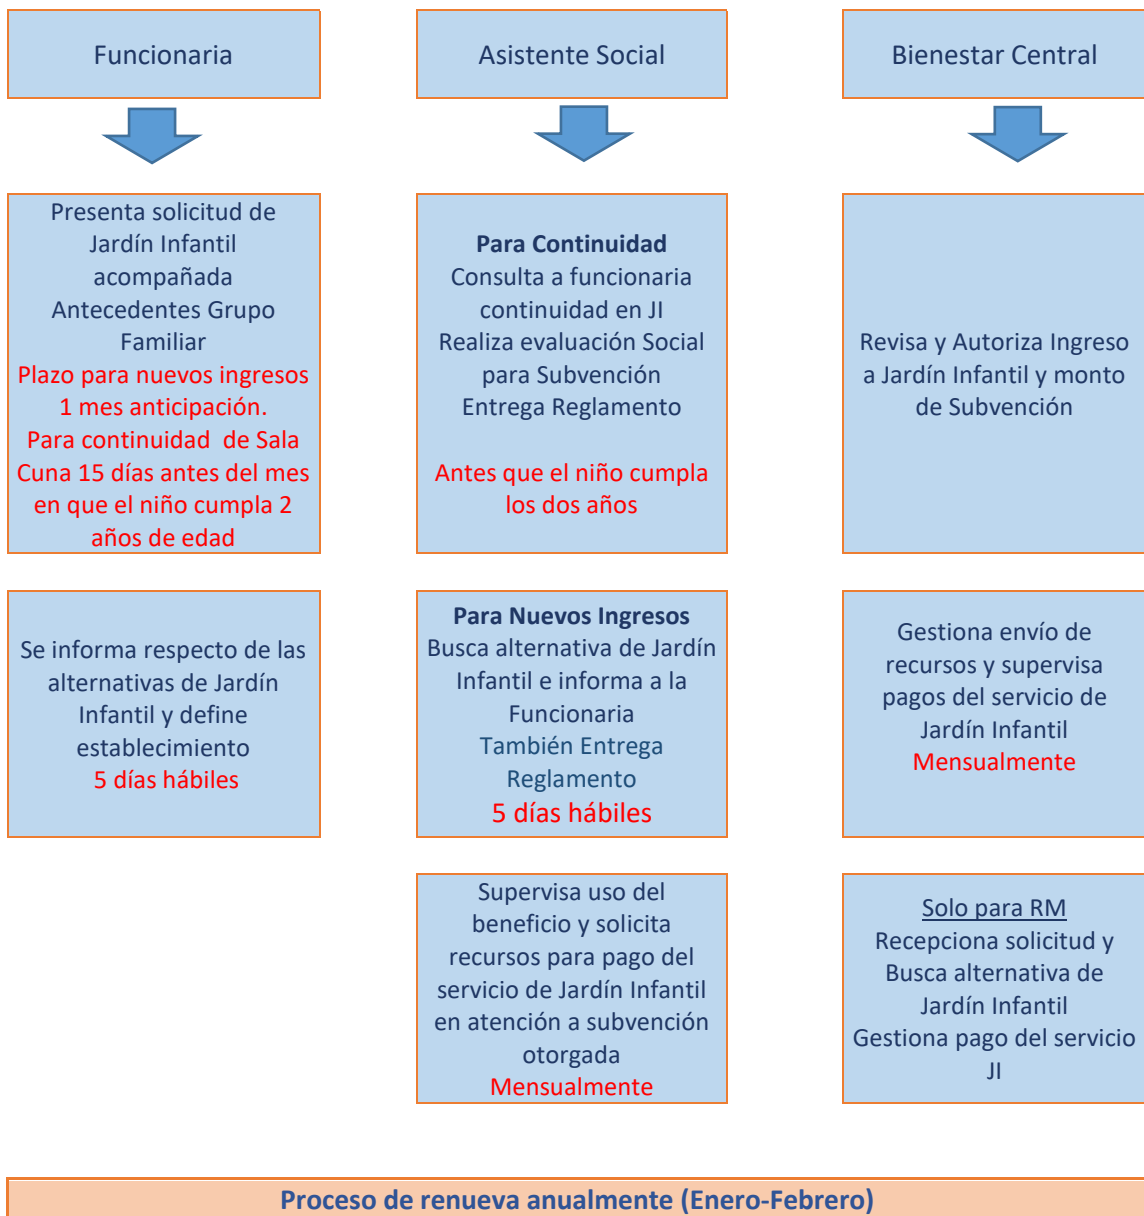 Funcionaria
Asistente Social
Bienestar Central
Presenta solicitud de
Jardín Infantil
acompañada
Antecedentes Grupo
Familiar
Plazo para nuevos ingresos
1 mes anticipación.
Para continuidad de Sala
Cuna 15 días antes del mes
en que el niño cumpla 2
años de edad
Para Continuidad
Consulta a funcionaria
continuidad en JI
Realiza evaluación Social
para Subvención
Entrega Reglamento
Antes que el niño cumpla
los dos años
Revisa y Autoriza Ingreso
a Jardín Infantil y monto
de Subvención
Se informa respecto de las
alternativas de Jardín
Infantil y define
establecimiento
5 días hábiles
Para Nuevos Ingresos
Busca alternativa de Jardín
Infantil e informa a la
Funcionaria
También Entrega
Reglamento
5 días hábiles
Gestiona envío de
recursos y supervisa
pagos del servicio de
Jardín Infantil
Mensualmente
Supervisa uso del
beneficio y solicita
recursos para pago del
servicio de Jardín Infantil
en atención a subvención
otorgada
Mensualmente
Solo para RM
Recepciona solicitud y
Busca alternativa de
Jardín Infantil
Gestiona pago del servicio
JI
Proceso de renueva anualmente (Enero-Febrero)